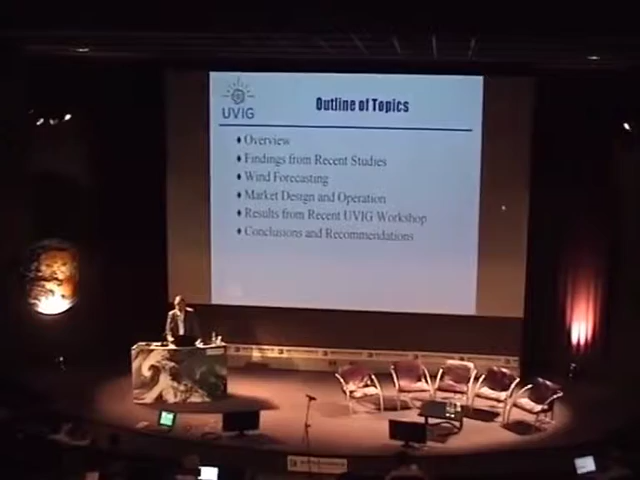 UVIG
Outline of Topics
♦ Overview
♦ Findings from Recent Studies
♦ Wind Forecasting
♦ Market Design and Operation
♦ Results from Recent UVIG Workshop
♦ Conclusions and Recommendations